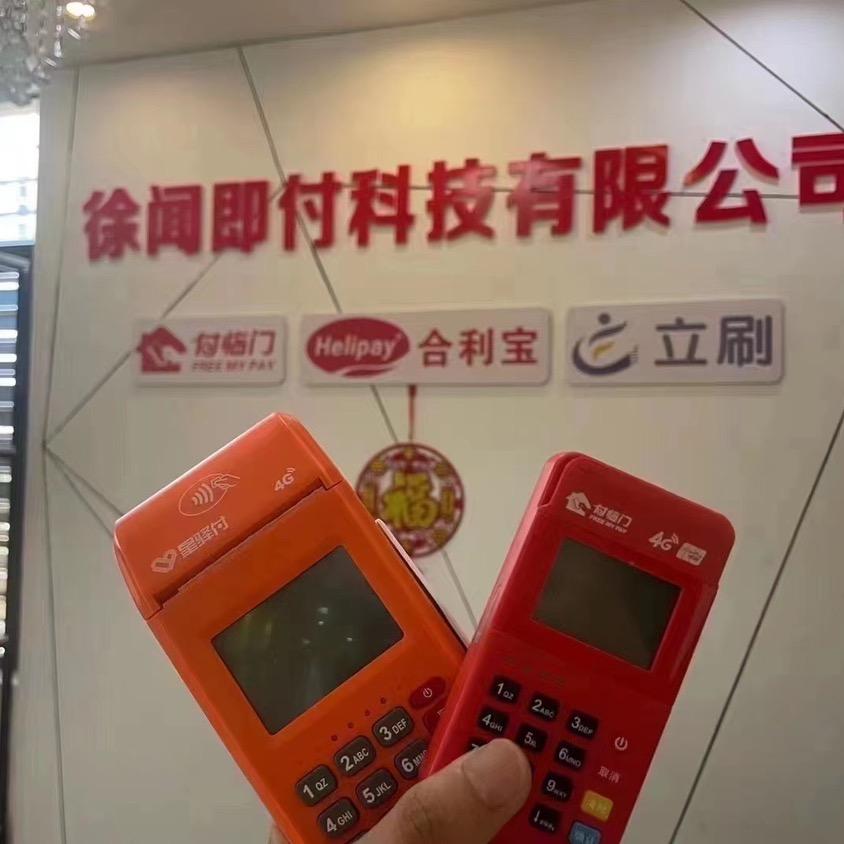 徐闻即付科技有限公司
付临门
FREE MY PAY
Helipay
合利宝
立刷
福
4G
星驿付
付临门
FREE MY PAY
4G
1 QZ
2 ABC
3 DEF
4 GHI
5 JKL
6
1 QZ
2 ABC
3 DEF
4 GHI
5
6 MNO
9 WXY
取消